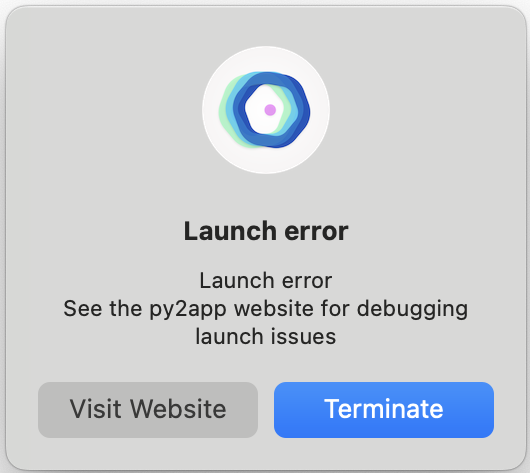 Launch error
Launch error
See the py2app website for debugging
launch issues
Visit Website
Terminate